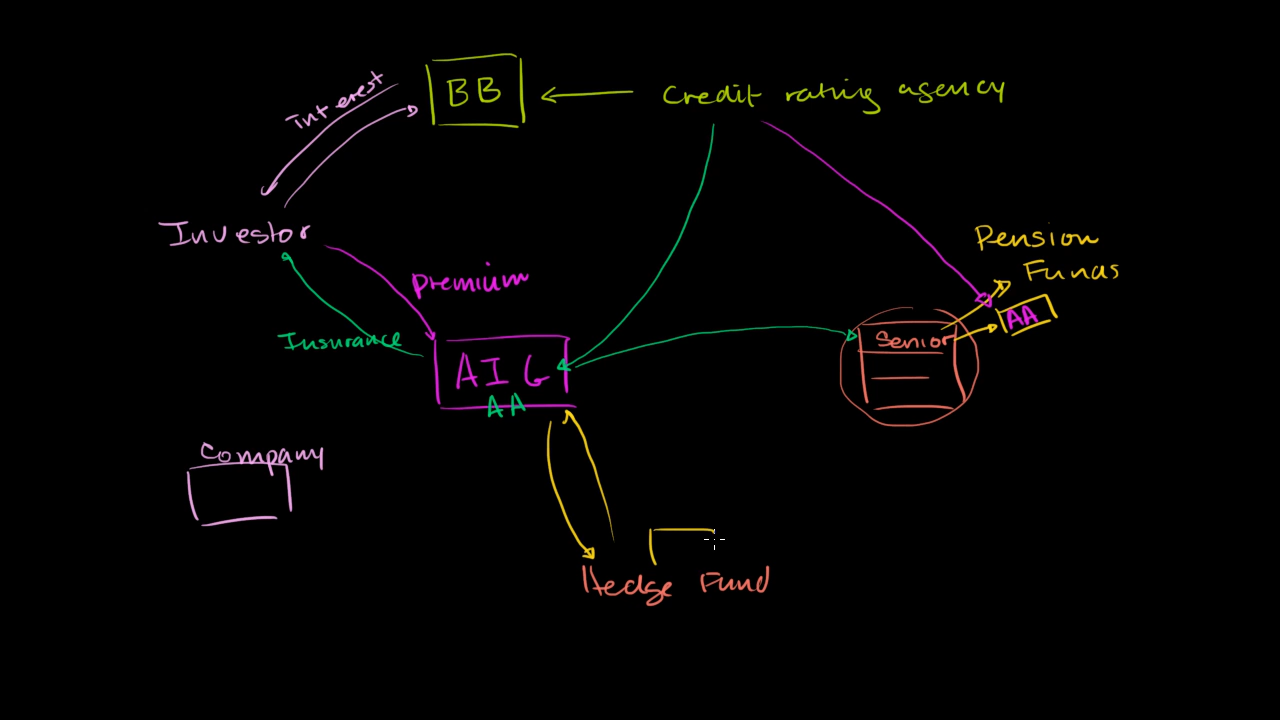 Interest
BB
Credit rating agency
Investor
Pension
Funds
Premium
AA
Insurance
Senior
AIG
AA
Company
Hedge Fund